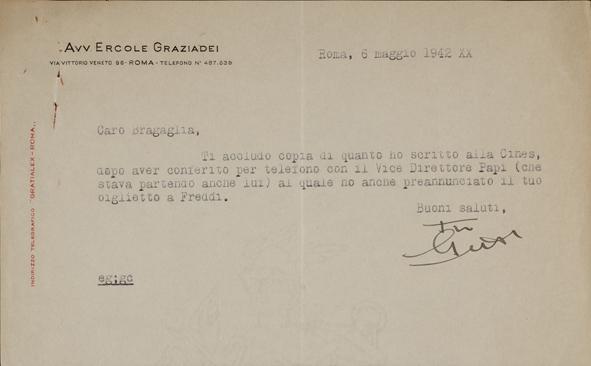 AVV. ERCOLE GRAZIADEI
VIA VITTORIO VENETO 96 - ROMA - TELEFONO N° 487.039
Roma, 6 maggio 1942 XX
INDIRIZZO TELEGRAFICO "GRATIALEX - ROMA"
Caro Bragaglia,
Ti accludo copia di quanto ho scritto alla Cines,
dopo aver conferito per telefono con il Vice Direttore Papi (che
stava partendo anche lui) al quale ho anche preannunciato il tuo
biglietto a Freddi.
Buoni saluti,
eg:gc